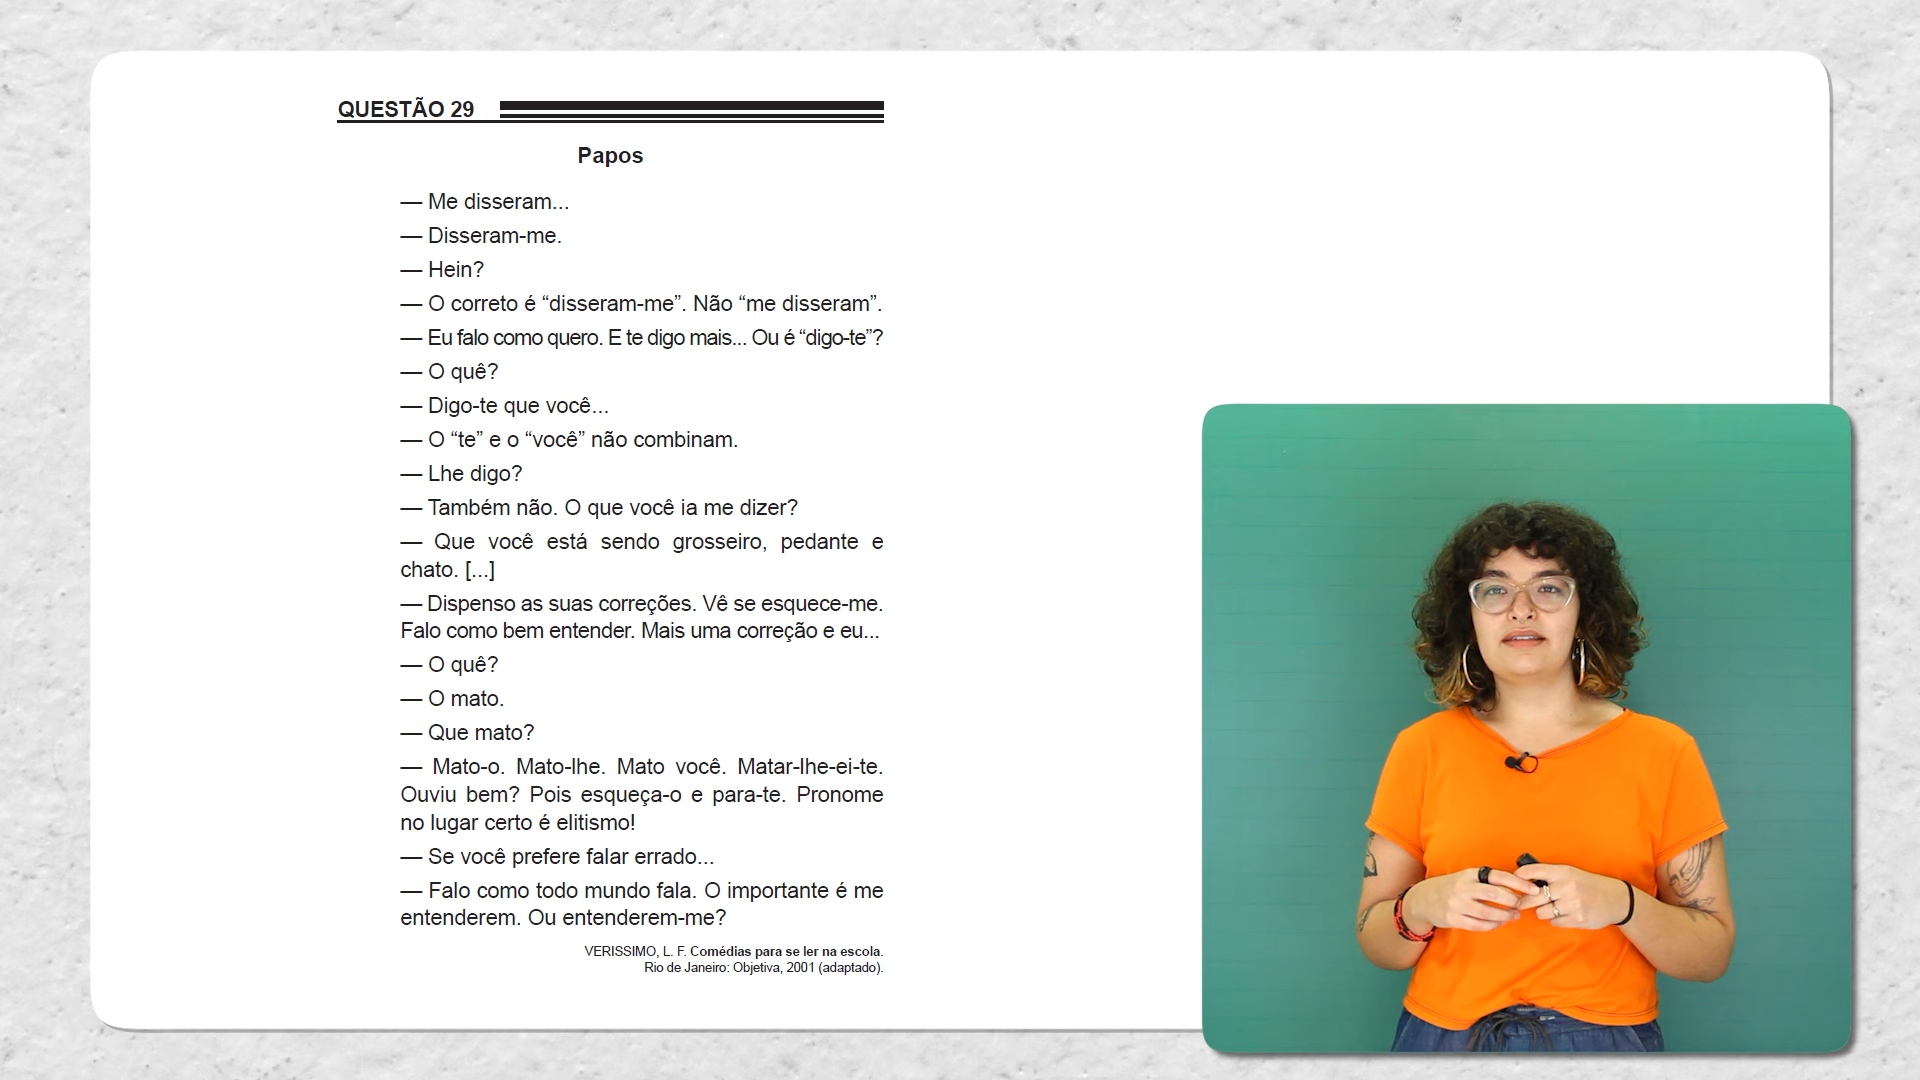 QUESTÃO 29
Papos
— Me disseram...
— Disseram-me.
— Hein?
— O correto é “disseram-me”. Não “me disseram”.
— Eu falo como quero. E te digo mais... Ou é “digo-te”?
— O quê?
— Digo-te que você...
— O “te” e o “você” não combinam.
— Lhe digo?
— Também não. O que você ia me dizer?
— Que você está sendo grosseiro, pedante e
chato. [...]
— Dispenso as suas correções. Vê se esquece-me.
Falo como bem entender. Mais uma correção e eu...
— O quê?
— O mato.
— Que mato?
— Mato-o. Mato-lhe. Mato você. Matar-lhe-ei-te.
Ouviu bem? Pois esqueça-o e para-te. Pronome
no lugar certo é elitismo!
— Se você prefere falar errado...
— Falo como todo mundo fala. O importante é me
entenderem. Ou entenderem-me?
VERISSIMO, L. F. Comédias para se ler na escola.
Rio de Janeiro: Objetiva, 2001 (adaptado).